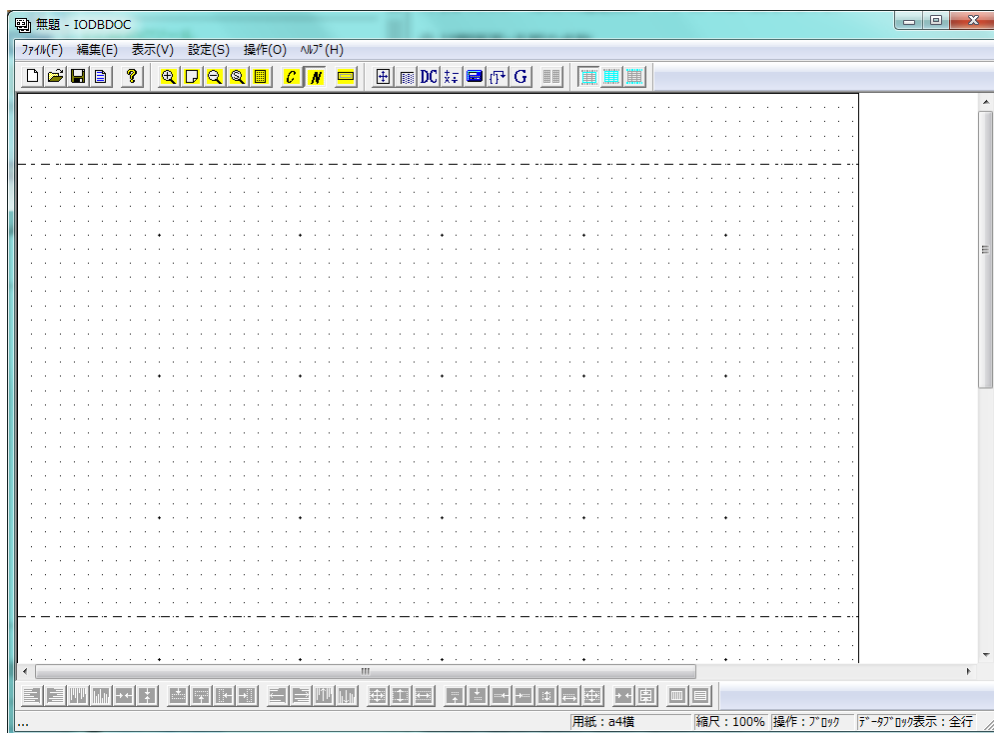 無題 - IODBDOC
ﾌｧｲﾙ(F) 編集(E) 表示(V) 設定(S) 操作(O) ﾍﾙﾌﾟ(H)
? C N DC G
...
用紙：a4横 縮尺：100% 操作：ﾌﾞﾛｯｸ ﾃﾞｰﾀﾌﾞﾛｯｸ表示：全行